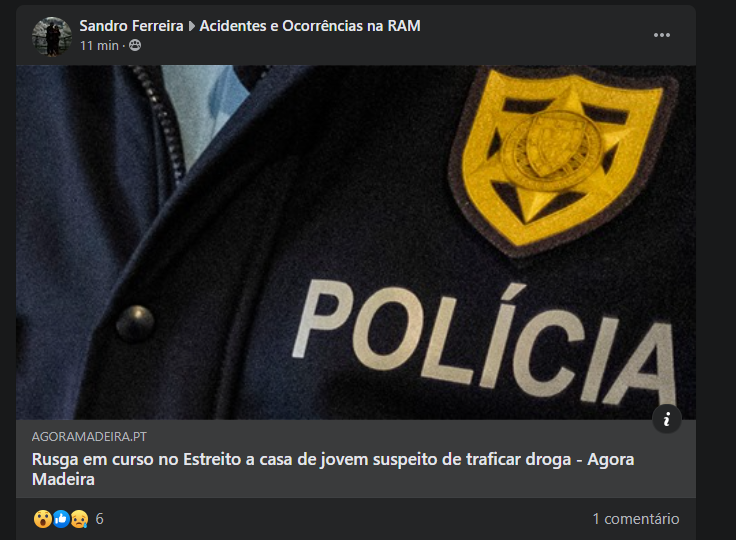 Sandro Ferreira Acidentes e Ocorrências na RAM
11 min ·
POLÍCIA
AGORAMADEIRA.PT
Rusga em curso no Estreito a casa de jovem suspeito de traficar droga - Agora
Madeira
6
1 comentário